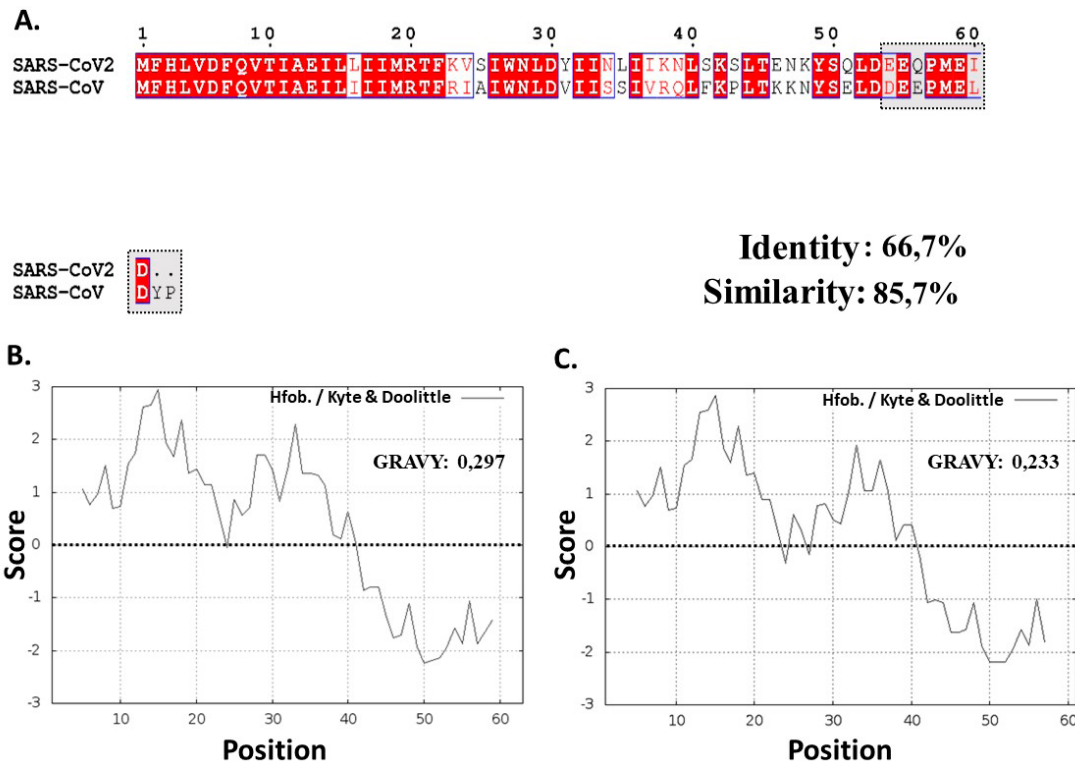 A.
1 10 20 30 40 50 60
SARS-CoV2 MFHLVDFQVTIAEILLIIMRTFKVSIWNLDYIINLIIKNLSKSLTENKYSQLDEEQPMEI
SARS-CoV MFHLVDFQVTIAEILIIIMRTFRIAIWNLDVIISSIVRQLFKPLTKKNYSELDDEEPMEL
SARS-CoV2 D..
SARS-CoV DYP
Identity: 66,7%
Similarity: 85,7%
B.
Hfob. / Kyte & Doolittle
GRAVY: 0,297
3
2
1
0
-1
-2
-3
Score
10 20 30 40 50 60
Position
C.
Hfob. / Kyte & Doolittle
GRAVY: 0,233
3
2
1
0
-1
-2
-3
Score
10 20 30 40 50 60
Position